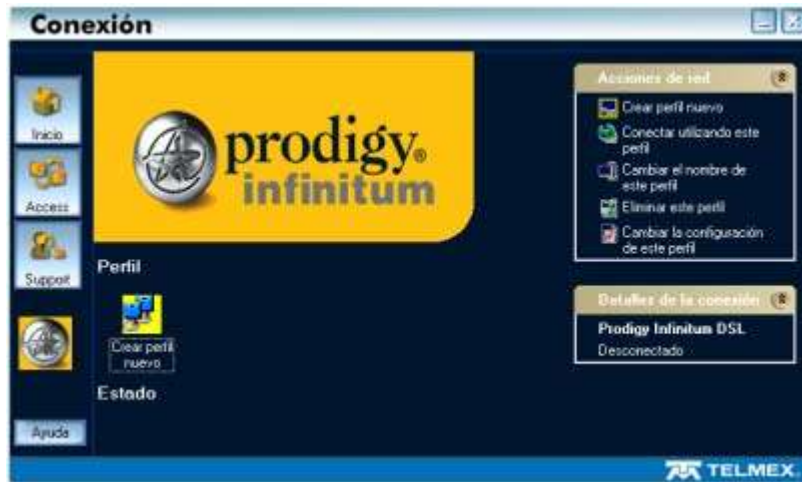 Conexión
Inicio
Access
Support
Ayuda
prodigy®
infinitum
Perfil
Crear perfil
nuevo
Estado
Acciones de red
Crear perfil nuevo
Conectar utilizando este
perfil
Cambiar el nombre de
este perfil
Eliminar este perfil
Cambiar la configuración
de este perfil
Detalles de la conexión
Prodigy Infinitum DSL
Desconectado
TELMEX